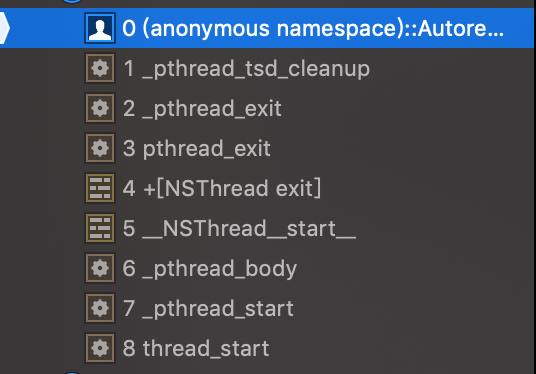 0 (anonymous namespace)::Autore...
1 _pthread_tsd_cleanup
2 _pthread_exit
3 pthread_exit
4 +[NSThread exit]
5 __NSThread__start__
6 _pthread_body
7 _pthread_start
8 thread_start